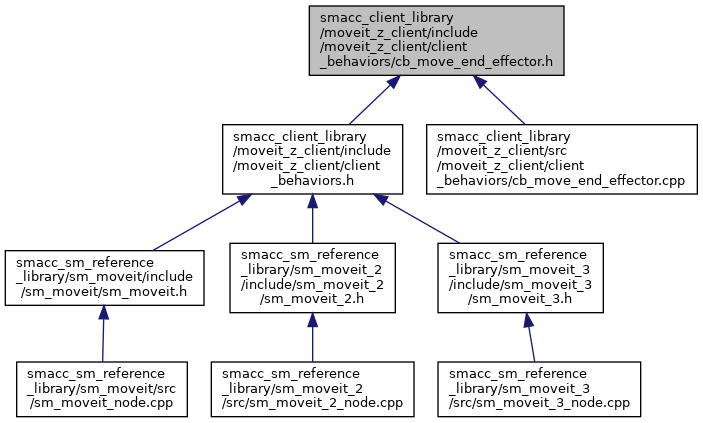 smacc_client_library
/moveit_z_client/include
/moveit_z_client/client
_behaviors/cb_move_end_effector.h
smacc_client_library
/moveit_z_client/include
/moveit_z_client/client
_behaviors.h
smacc_client_library
/moveit_z_client/src
/moveit_z_client/client
_behaviors/cb_move_end_effector.cpp
smacc_sm_reference
_library/sm_moveit/include
/sm_moveit/sm_moveit.h
smacc_sm_reference
_library/sm_moveit_2
/include/sm_moveit_2
/sm_moveit_2.h
smacc_sm_reference
_library/sm_moveit_3
/include/sm_moveit_3
/sm_moveit_3.h
smacc_sm_reference
_library/sm_moveit/src
/sm_moveit_node.cpp
smacc_sm_reference
_library/sm_moveit_2
/src/sm_moveit_2_node.cpp
smacc_sm_reference
_library/sm_moveit_3
/src/sm_moveit_3_node.cpp